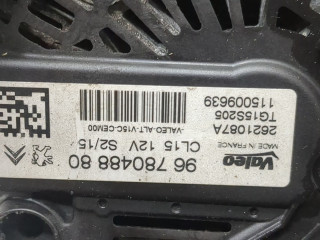 Valeo
MADE IN FRANCE
2621087A
TG15S205
115009639
-VALEO-ALT-V15C-CEM00
96 780488 80
CL15 12V S2/15